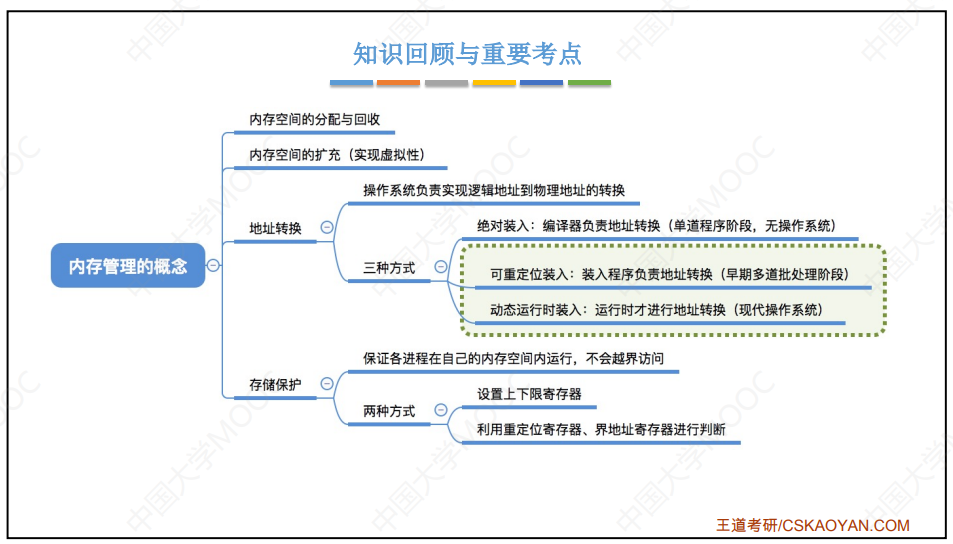 知识回顾与重要考点
内存空间的分配与回收
内存空间的扩充（实现虚拟性）
操作系统负责实现逻辑地址到物理地址的转换
地址转换
绝对装入：编译器负责地址转换（单道程序阶段，无操作系统）
三种方式
可重定位装入：装入程序负责地址转换（早期多道批处理阶段）
动态运行时装入：运行时才进行地址转换（现代操作系统）
内存管理的概念
保证各进程在自己的内存空间内运行，不会越界访问
存储保护
设置上下限寄存器
两种方式
利用重定位寄存器、界地址寄存器进行判断
王道考研/CSKAOYAN.COM
中国大学MOOC